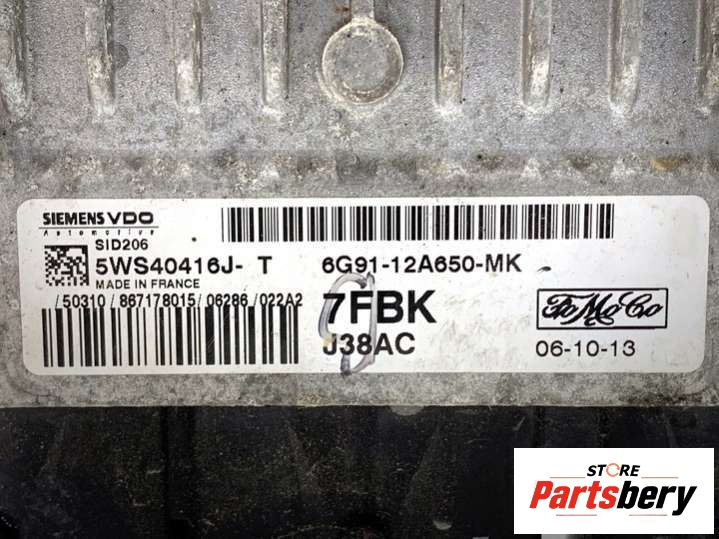 SIEMENS VDO
Automotive
SID206
5WS40416J- T 6G91-12A650-MK
MADE IN FRANCE
/50310/867178015/06286/022A2
7FBK
FoMoCo
J38AC
06-10-13
STORE
Partsbery